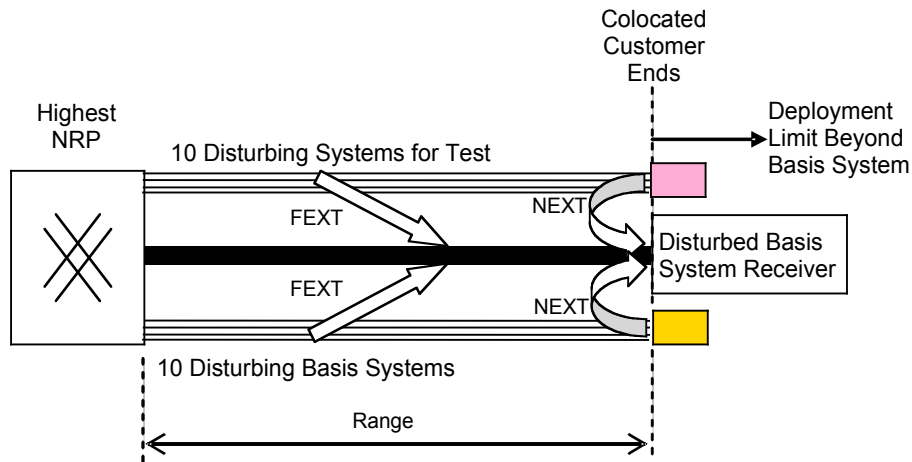 Colocated
Customer
Ends
Highest
NRP
Deployment
Limit Beyond
Basis System
10 Disturbing Systems for Test
FEXT
NEXT
Disturbed Basis
System Receiver
FEXT
NEXT
10 Disturbing Basis Systems
Range